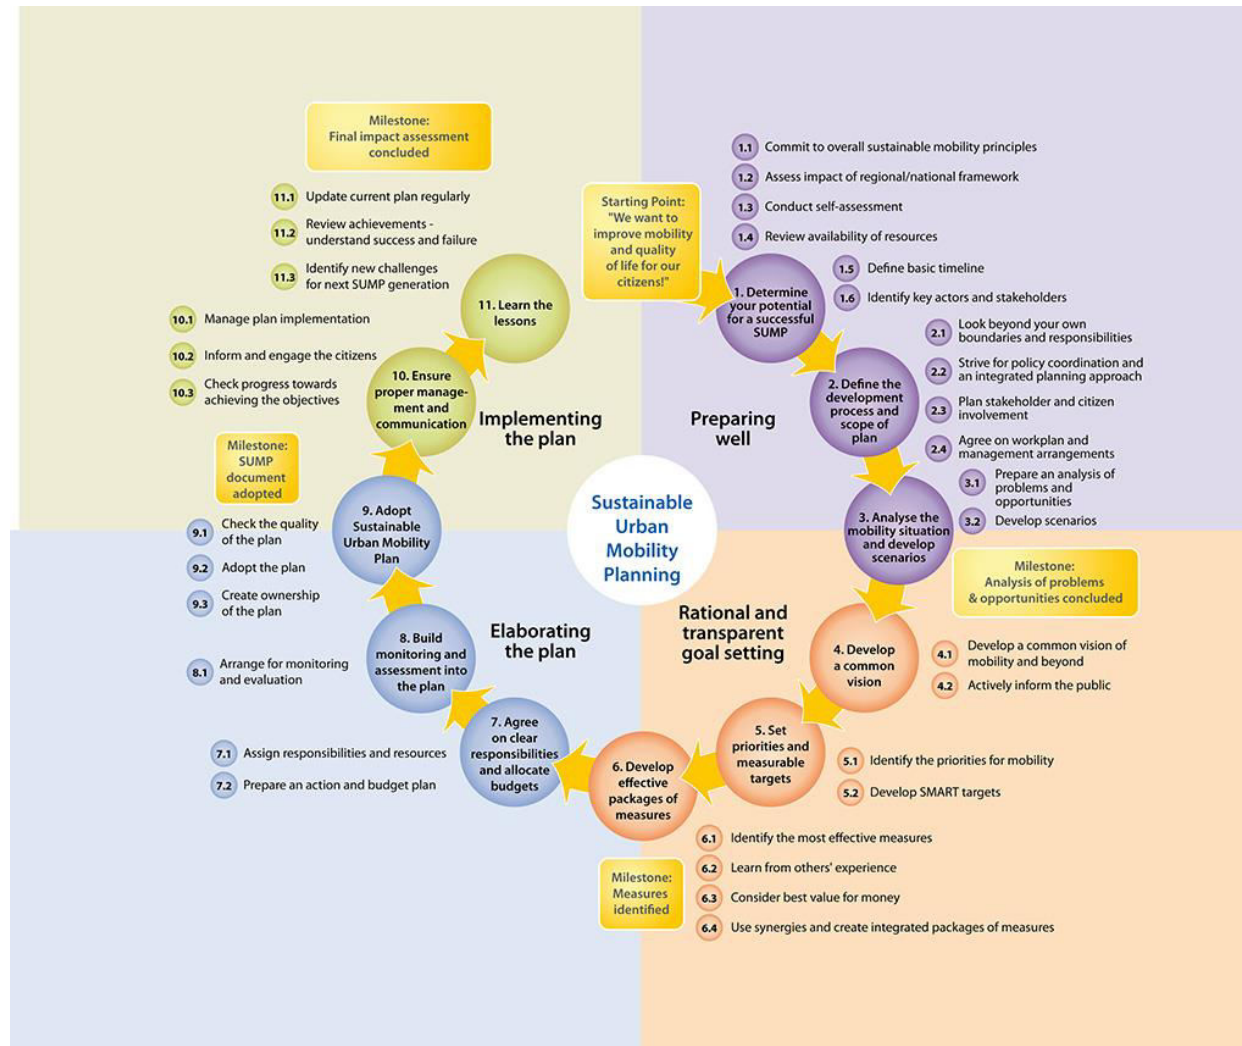 Milestone:
Final impact assessment
concluded
11.1 Update current plan regularly
11.2 Review achievements -
understand success and failure
11.3 Identify new challenges
for next SUMP generation
10.1 Manage plan implementation
10.2 Inform and engage the citizens
10.3 Check progress towards
achieving the objectives
11. Learn the
lessons
10. Ensure
proper manage-
ment and
communication
Implementing
the plan
Starting Point:
"We want to
improve mobility
and quality
of life for our
citizens!"
1.1 Commit to overall sustainable mobility principles
1.2 Assess impact of regional/national framework
1.3 Conduct self-assessment
1.4 Review availability of resources
1.5 Define basic timeline
1.6 Identify key actors and stakeholders
1. Determine
your potential
for a successful
SUMP
2.1 Look beyond your own
boundaries and responsibilities
2.2 Strive for policy coordination and
an integrated planning approach
2.3 Plan stakeholder and citizen
involvement
2.4 Agree on workplan and
management arrangements
2. Define the
development
process and
scope of
plan
Preparing
well
3.1 Prepare an analysis of
problems and
opportunities
3.2 Develop scenarios
3. Analyse the
mobility situation
and develop
scenarios
Milestone:
Analysis of problems
& opportunities concluded
Sustainable
Urban
Mobility
Planning
Rational and
transparent
goal setting
4. Develop
a common
vision
4.1 Develop a common vision of
mobility and beyond
4.2 Actively inform the public
5. Set
priorities and
measurable
targets
5.1 Identify the priorities for mobility
5.2 Develop SMART targets
6. Develop
effective
packages of
measures
6.1 Identify the most effective measures
6.2 Learn from others' experience
6.3 Consider best value for money
6.4 Use synergies and create integrated packages of measures
Milestone:
Measures
identified
Elaborating
the plan
7. Agree
on clear
responsibilities
and allocate
budgets
7.1 Assign responsibilities and resources
7.2 Prepare an action and budget plan
8. Build
monitoring and
assessment into
the plan
8.1 Arrange for monitoring
and evaluation
9. Adopt
Sustainable
Urban Mobility
Plan
9.1 Check the quality
of the plan
9.2 Adopt the plan
9.3 Create ownership
of the plan
Milestone:
SUMP
document
adopted